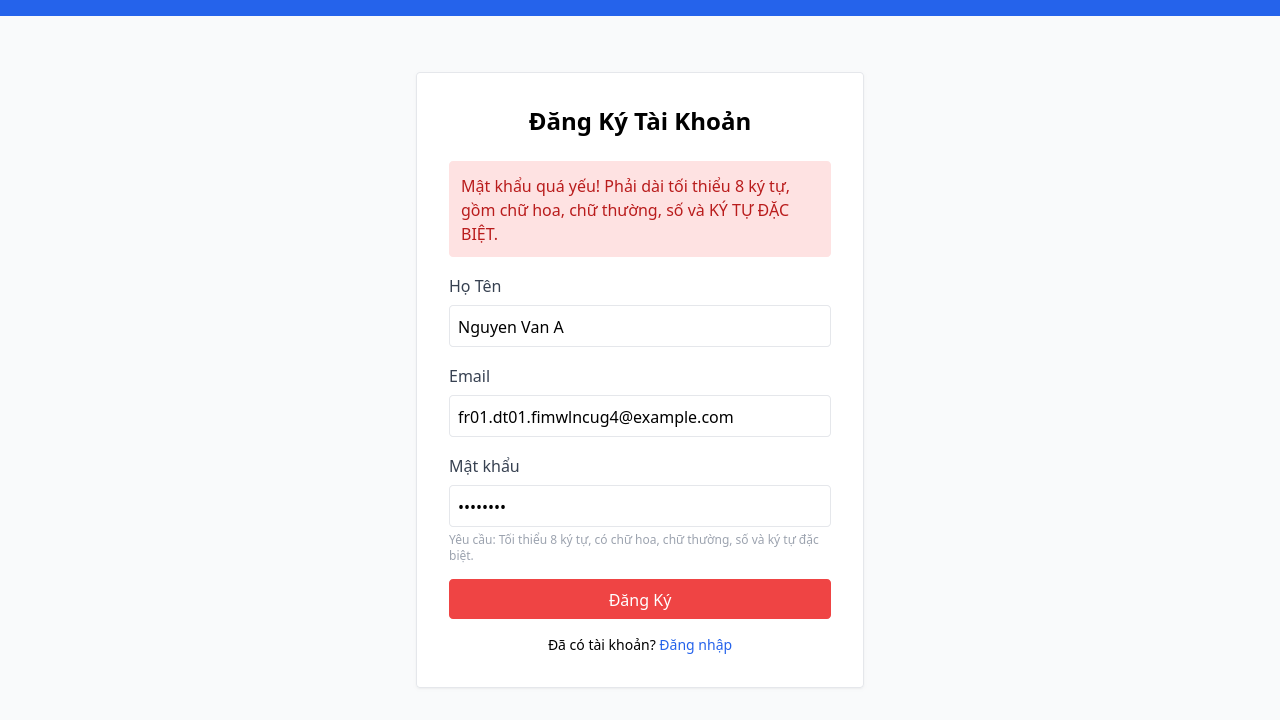 Đăng Ký Tài Khoản
Mật khẩu quá yếu! Phải dài tối thiểu 8 ký tự,
gồm chữ hoa, chữ thường, số và KÝ TỰ ĐẶC
BIỆT.
Họ Tên
Nguyen Van A
Email
fr01.dt01.fimwlncug4@example.com
Mật khẩu
••••••••
Yêu cầu: Tối thiểu 8 ký tự, có chữ hoa, chữ thường, số và ký tự đặc
biệt.
Đăng Ký
Đã có tài khoản? Đăng nhập